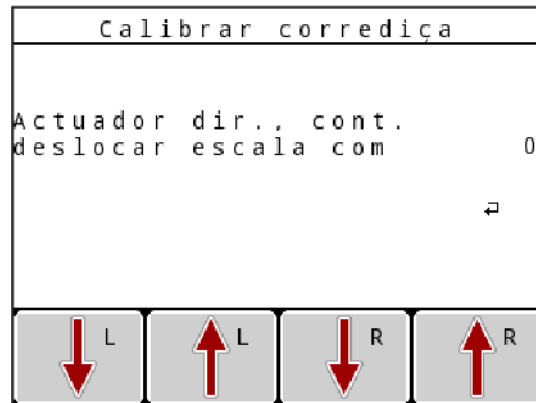 Calibrar corrediça
Actuador dir., cont.
deslocar escala com 0
L
L
R
R